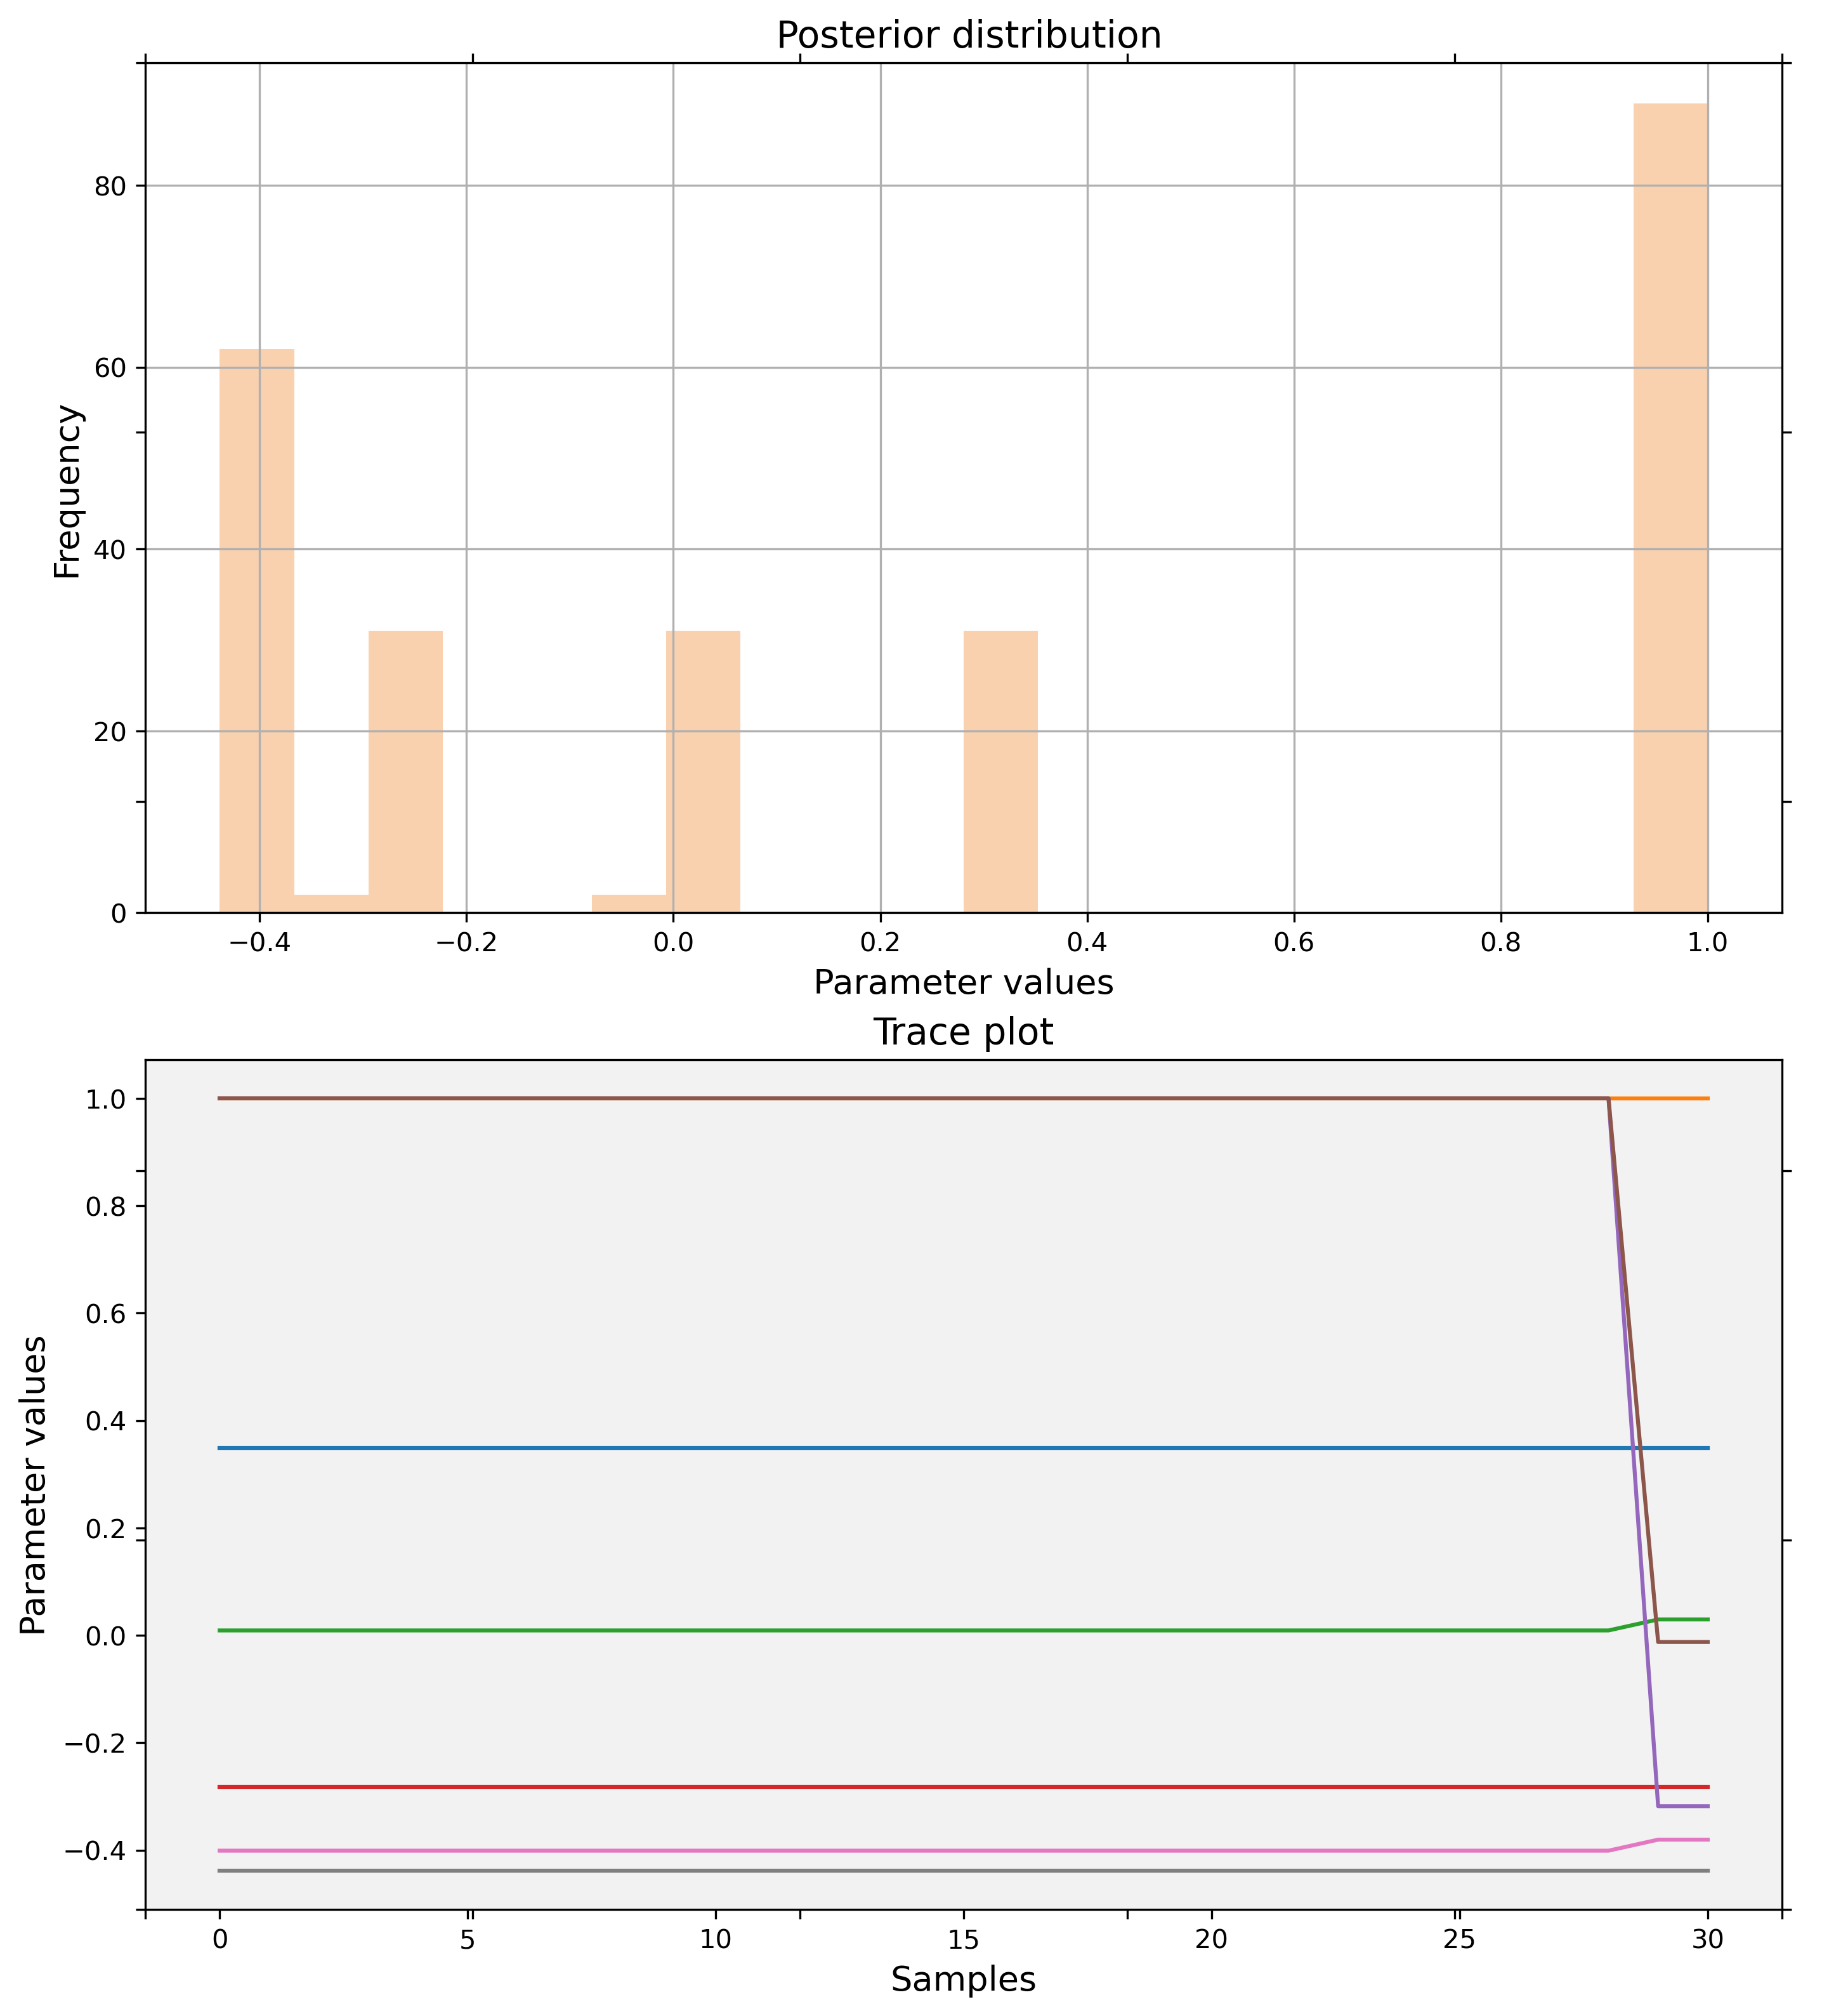 Posterior distribution
Frequency
80
60
40
20
0
−0.4 −0.2 0.0 0.2 0.4 0.6 0.8 1.0
Parameter values
Trace plot
Parameter values
1.0
0.8
0.6
0.4
0.2
0.0
−0.2
−0.4
0 5 10 15 20 25 30
Samples